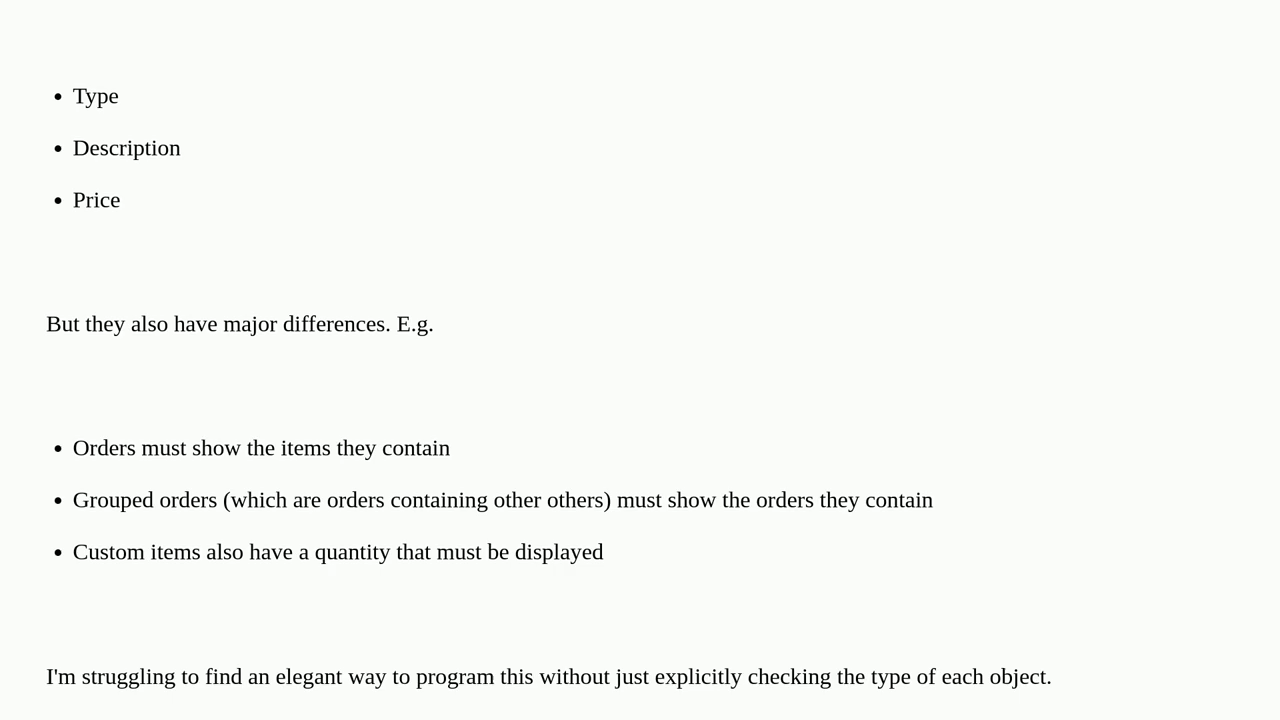 • Type
• Description
• Price
But they also have major differences. E.g.
• Orders must show the items they contain
• Grouped orders (which are orders containing other others) must show the orders they contain
• Custom items also have a quantity that must be displayed
I'm struggling to find an elegant way to program this without just explicitly checking the type of each object.